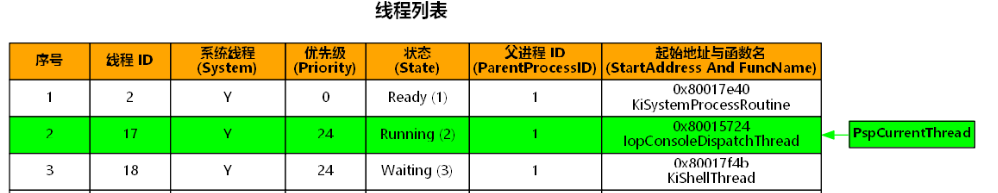 线程列表
序号 线程 ID 系统线程 (System) 优先级 (Priority) 状态 (State) 父进程 ID (ParentProcessID) 起始地址与函数名 (StartAddress And FuncName)
1 2 Y 0 Ready (1) 1 0x80017e40 KiSystemProcessRoutine
2 17 Y 24 Running (2) 1 0x80015724 IopConsoleDispatchThread PspCurrentThread
3 18 Y 24 Waiting (3) 1 0x80017f4b KiShellThread